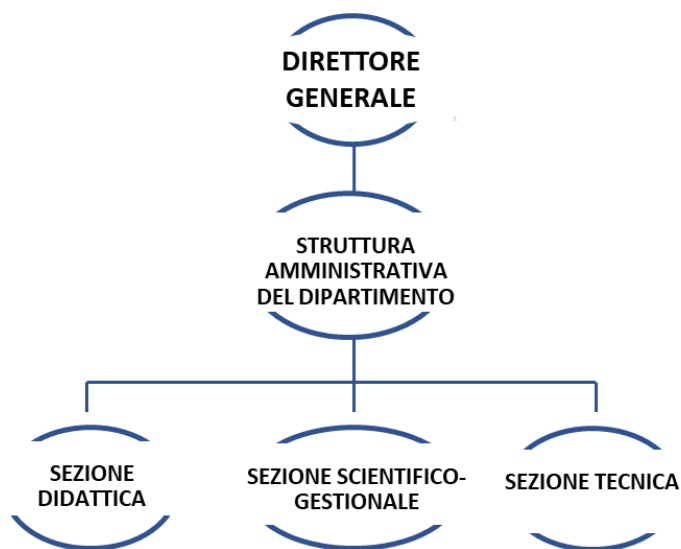 DIRETTORE
GENERALE
STRUTTURA
AMMINISTRATIVA
DEL DIPARTIMENTO
SEZIONE
DIDATTICA
SEZIONE SCIENTIFICO-
GESTIONALE
SEZIONE TECNICA